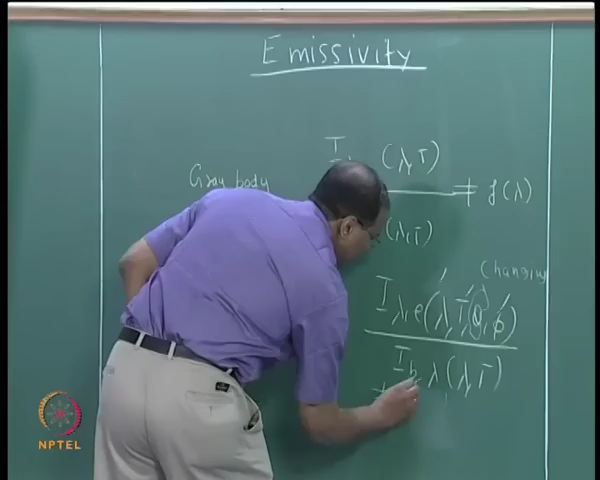 Emissivity
(λ,T)
Gray body
≠ f(λ)
(λ,T)
Changing
I λ,e (λ, T, θ, φ)
I b, λ (λ, T)
NPTEL